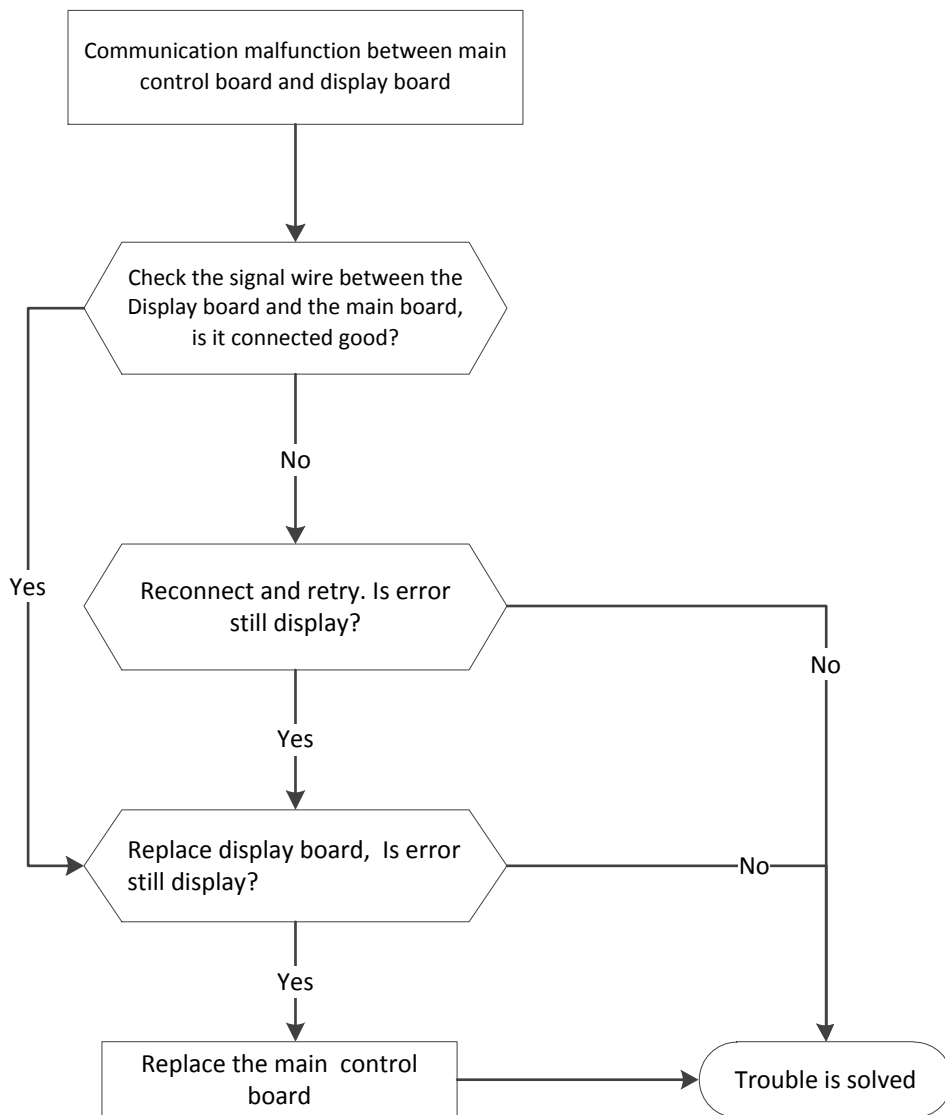 Communication malfunction between main
control board and display board
Check the signal wire between the
Display board and the main board,
is it connected good?
No
Yes
Reconnect and retry. Is error
still display?
No
Yes
Replace display board, Is error
still display?
No
Yes
Replace the main control
board
Trouble is solved